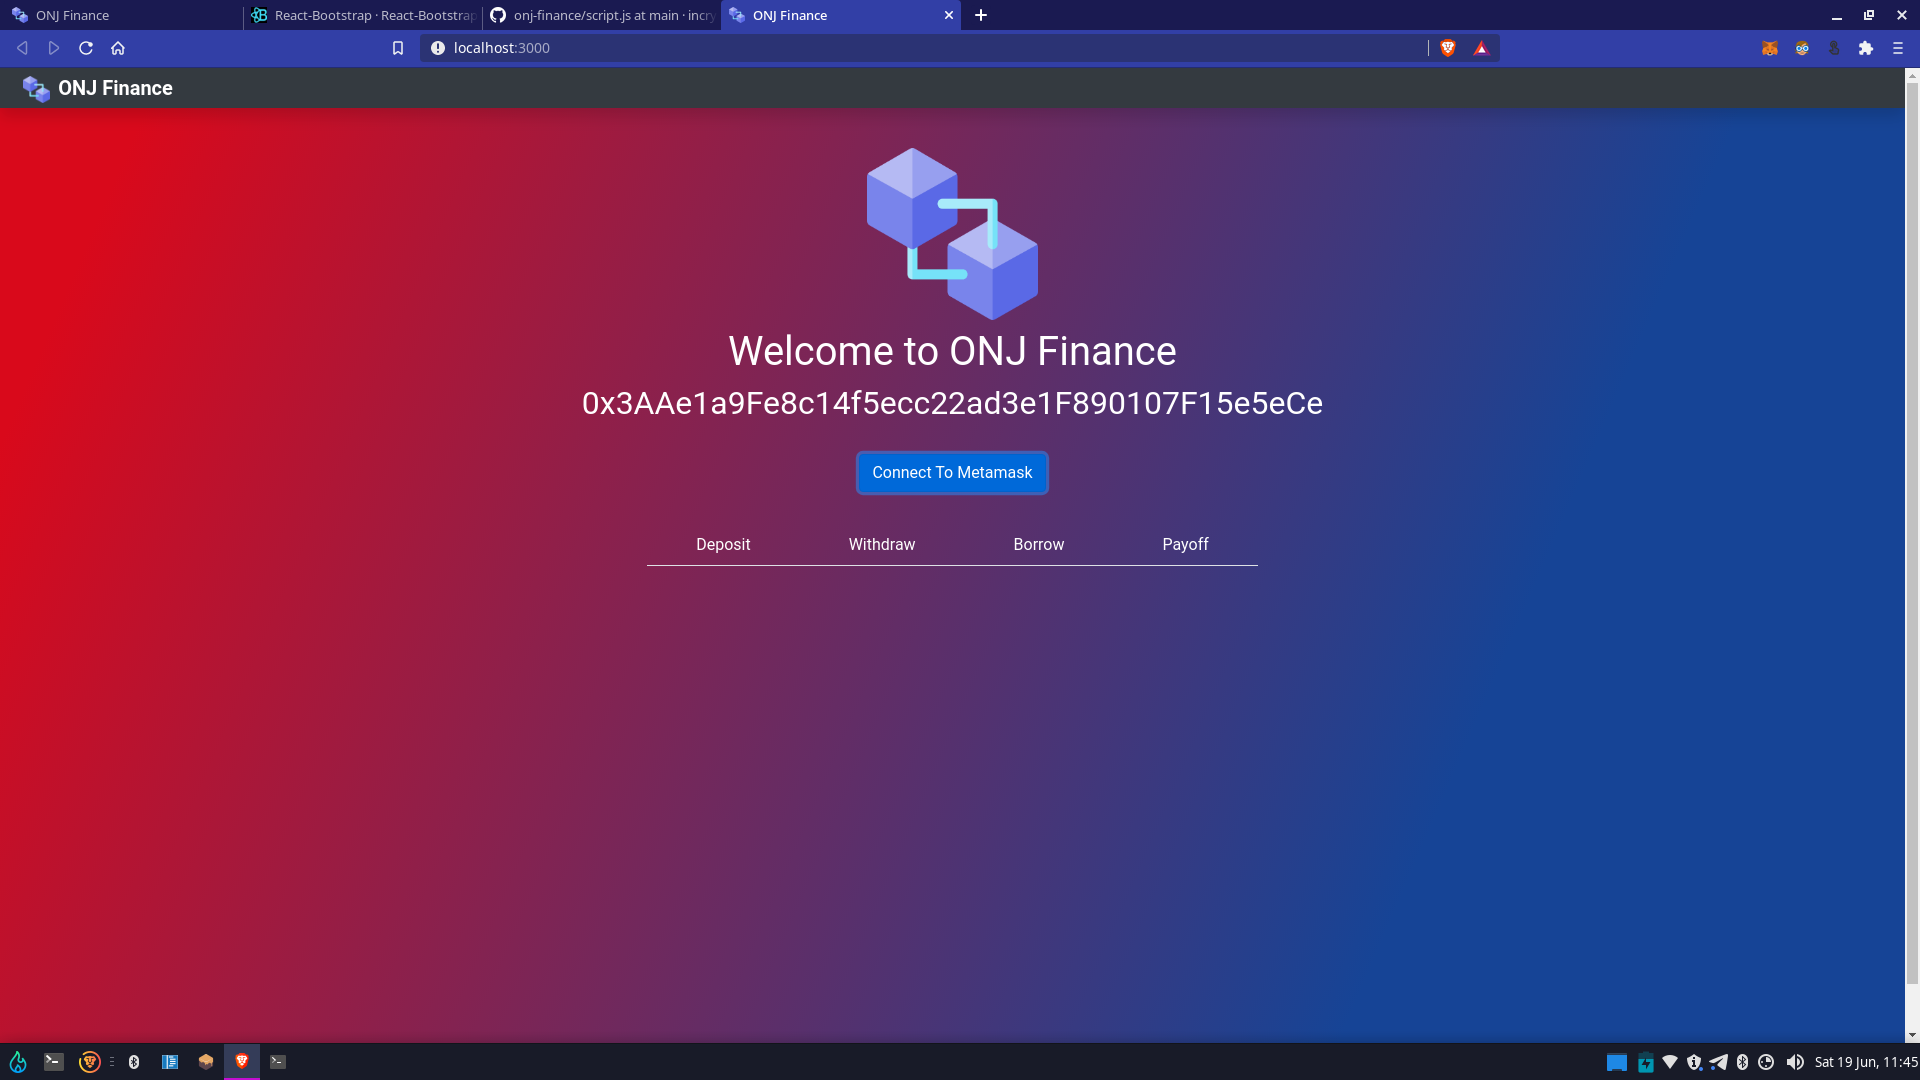 ONJ Finance
React-Bootstrap · React-Bootstrap
onj-finance/script.js at main · incry
ONJ Finance
localhost:3000
ONJ Finance
Welcome to ONJ Finance
0x3AAe1a9Fe8c14f5ecc22ad3e1F890107F15e5eCe
Connect To Metamask
Deposit Withdraw Borrow Payoff
Sat 19 Jun, 11:45